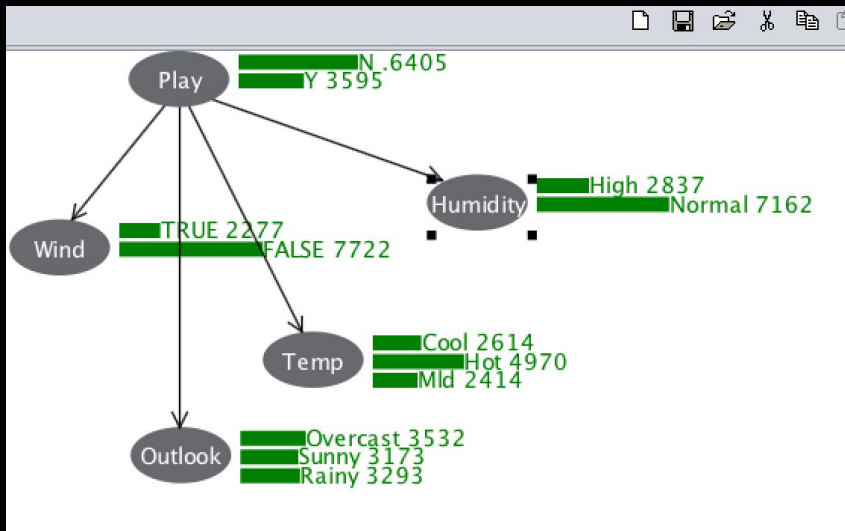 Play
N .6405
Y 3595
High 2837
Humidity
Normal 7162
TRUE 2277
Wind
FALSE 7722
Cool 2614
Temp
Hot 4970
Mld 2414
Overcast 3532
Outlook
Sunny 3173
Rainy 3293